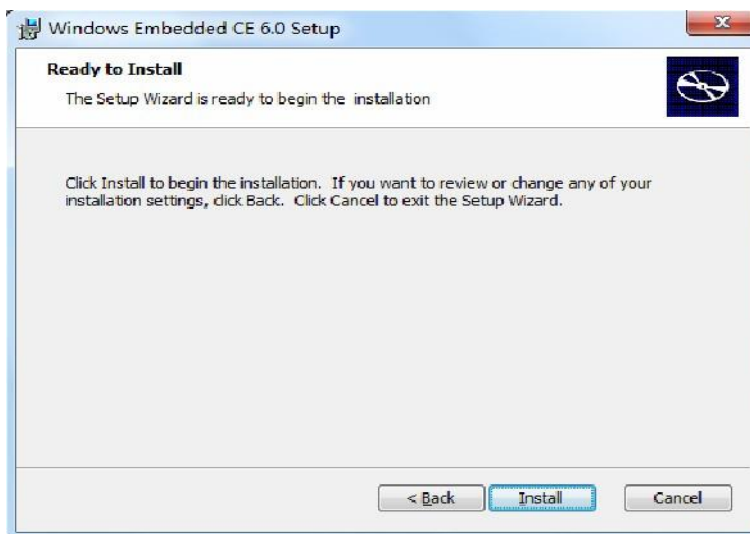 Windows Embedded CE 6.0 Setup
Ready to Install
The Setup Wizard is ready to begin the installation
Click Install to begin the installation. If you want to review or change any of your
installation settings, click Back. Click Cancel to exit the Setup Wizard.
< Back Install Cancel